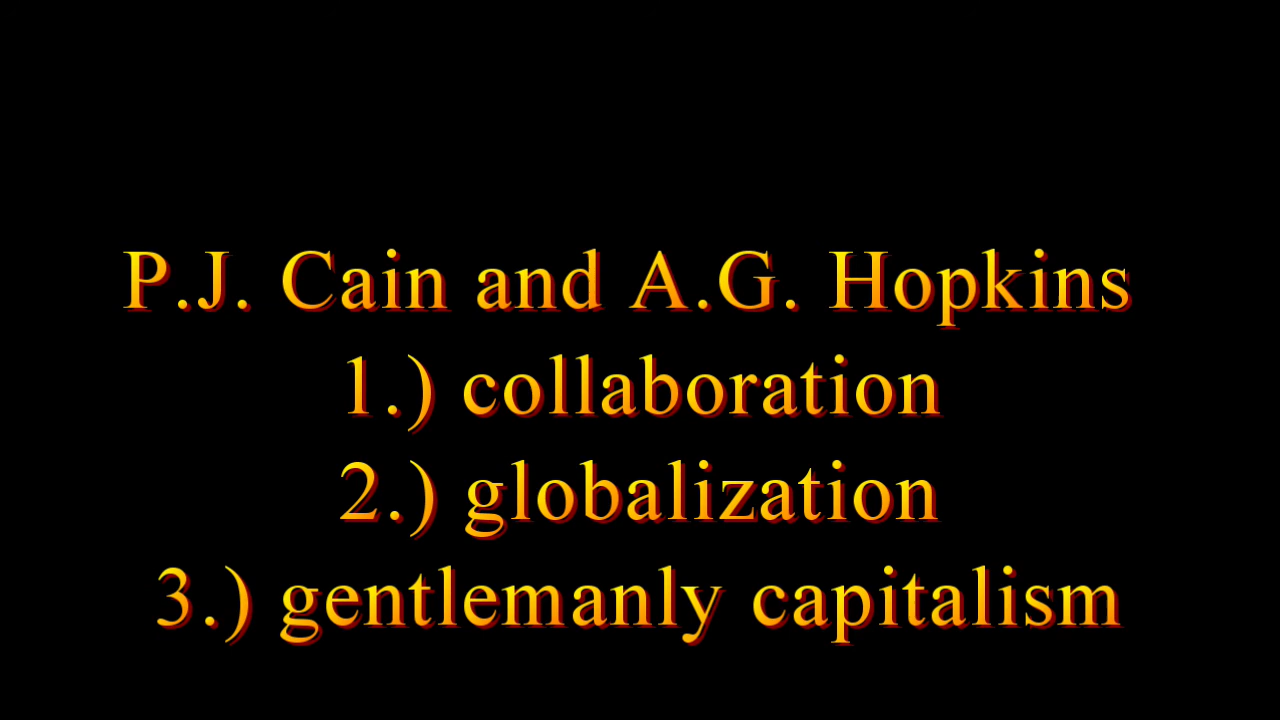 P.J. Cain and A.G. Hopkins
1.) collaboration
2.) globalization
3.) gentlemanly capitalism